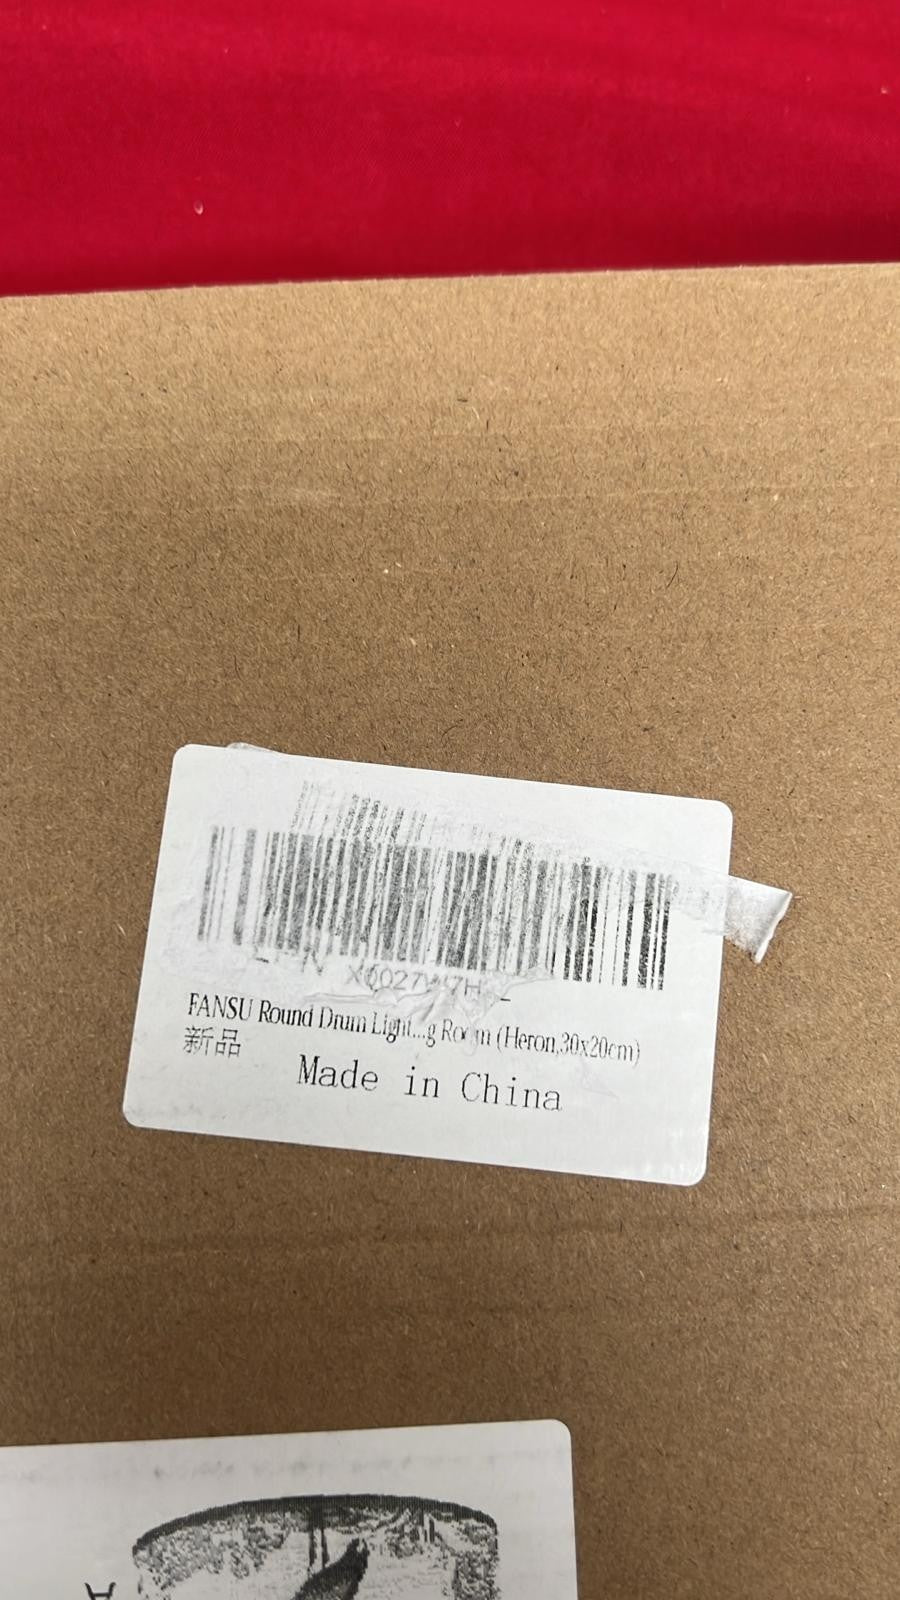 FANSU Round Drum Light...g Room (Heron,30x20cm)
新品
Made in China
A